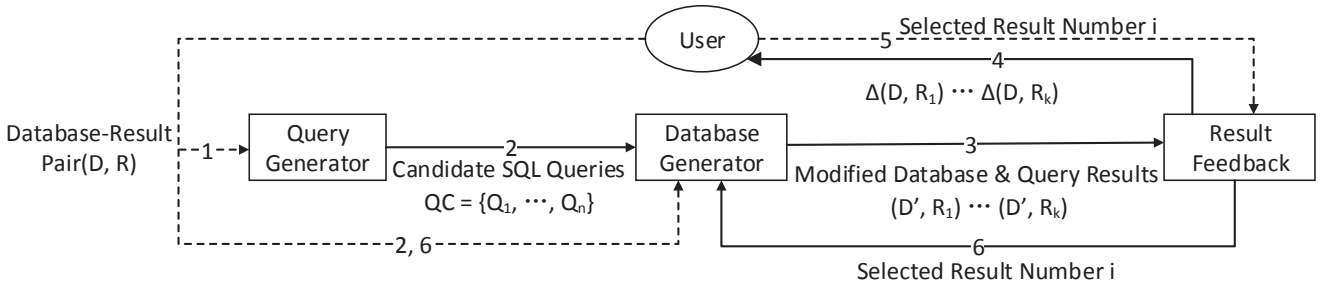 User
5
Selected Result Number i
4
Δ(D, R₁) ··· Δ(D, Rₖ)
Database-Result
Pair(D, R)
1
Query
Generator
2
Candidate SQL Queries
QC = {Q₁, ···, Qₙ}
Database
Generator
3
Modified Database & Query Results
(D’, R₁) ··· (D’, Rₖ)
Result
Feedback
2, 6
6
Selected Result Number i